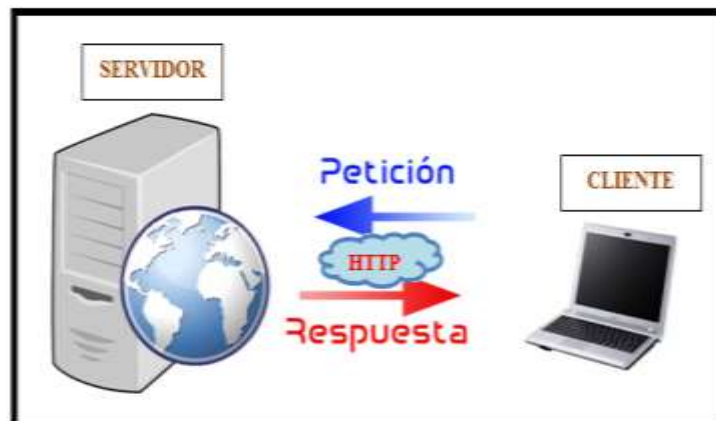 SERVIDOR
Petición
CLIENTE
HTTP
Respuesta